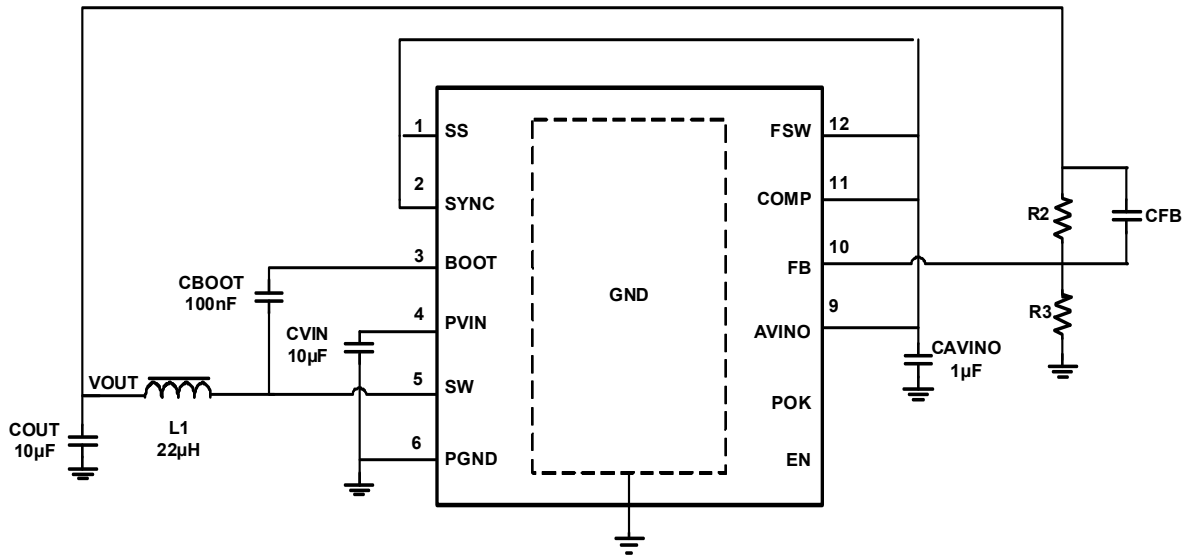 1
SS
FSW
12
2
SYNC
COMP
11
R2
CFB
3
BOOT
FB
10
CBOOT
100nF
GND
4
PVIN
AVINO
9
R3
CVIN
10µF
CAVINO
1µF
VOUT
5
SW
POK
COUT
10µF
L1
22µH
6
PGND
EN